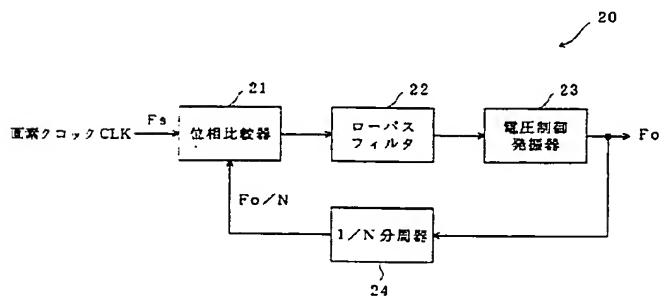 20
21
22
23
画素クロックCLK
Fs
位相比較器
ローパス
フィルタ
電圧制御
発振器
Fo
Fo/N
1/N分周器
24